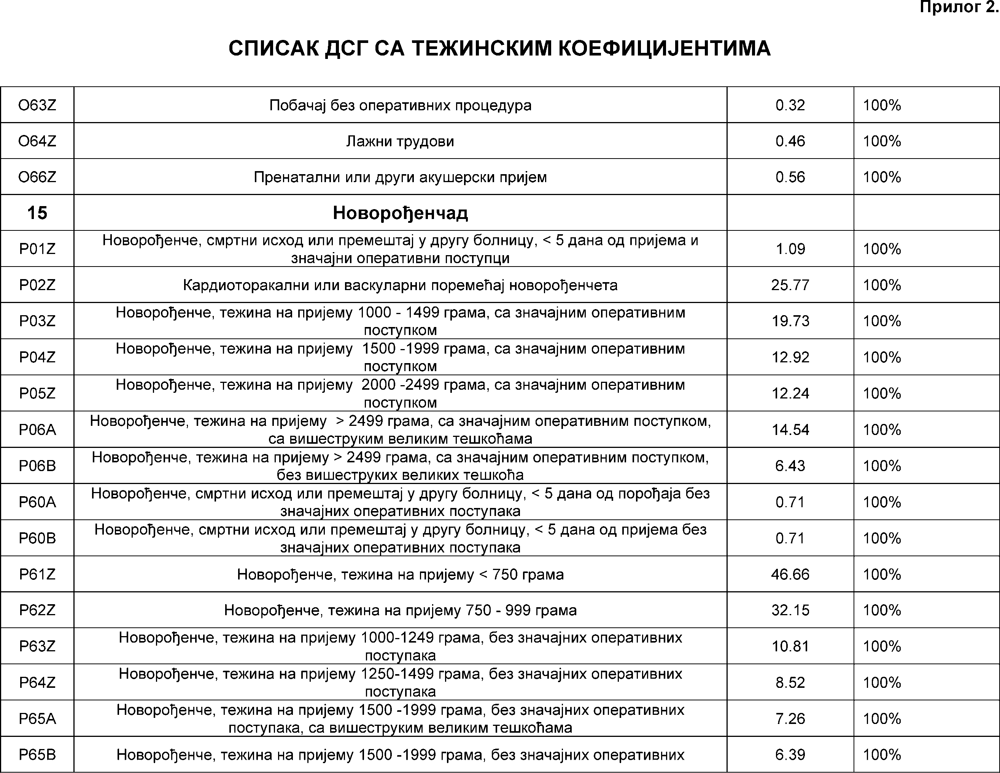 Прилог 2.
СПИСАК ДСГ СА ТЕЖИНСКИМ КОЕФИЦИЈЕНТИМА
O63Z Побачај без оперативних процедура 0.32 100%
O64Z Лажни трудови 0.46 100%
O66Z Пренатални или други акушерски пријем 0.56 100%
15 Новорођенчад
P01Z Новорођенче, смртни исход или премештај у другу болницу, < 5 дана од пријема и 1.09 100%
значајни оперативни поступци
P02Z Кардиоторакални или васкуларни поремећај новорођенчета 25.77 100%
P03Z Новорођенче, тежина на пријему 1000 - 1499 грама, са значајним оперативним 19.73 100%
поступком
P04Z Новорођенче, тежина на пријему 1500 -1999 грама, са значајним оперативним 12.92 100%
поступком
P05Z Новорођенче, тежина на пријему 2000 -2499 грама, са значајним оперативним 12.24 100%
поступком
P06A Новорођенче, тежина на пријему > 2499 грама, са значајним оперативним поступком, 14.54 100%
са вишеструким великим тешкоћама
P06B Новорођенче, тежина на пријему > 2499 грама, са значајним оперативним поступком, 6.43 100%
без вишеструких великих тешкоћа
P60A Новорођенче, смртни исход или премештај у другу болницу, < 5 дана од порођаја без 0.71 100%
значајних оперативних поступака
P60B Новорођенче, смртни исход или премештај у другу болницу, < 5 дана од пријема без 0.71 100%
значајних оперативних поступака
P61Z Новорођенче, тежина на пријему < 750 грама 46.66 100%
P62Z Новорођенче, тежина на пријему 750 - 999 грама 32.15 100%
P63Z Новорођенче, тежина на пријему 1000-1249 грама, без значајних оперативних 10.81 100%
поступака
P64Z Новорођенче, тежина на пријему 1250-1499 грама, без значајних оперативних 8.52 100%
поступака
P65A Новорођенче, тежина на пријему 1500 -1999 грама, без значајних оперативних 7.26 100%
поступака, са вишеструким великим тешкоћама
P65B Новорођенче, тежина на пријему 1500 -1999 грама, без значајних оперативних 6.39 100%